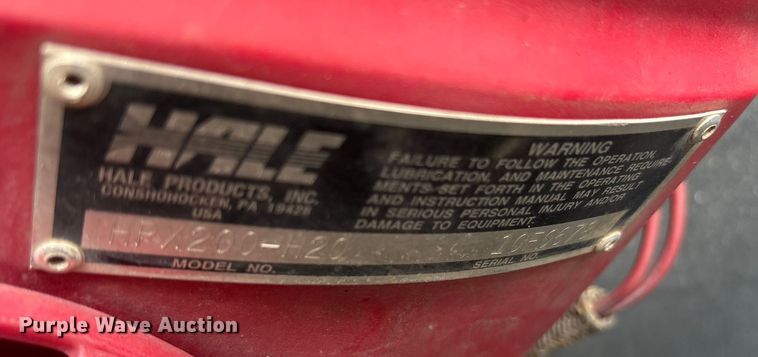 HALE
HALE PRODUCTS, INC.
CONSHOHOCKEN, PA 19428
USA
WARNING
FAILURE TO FOLLOW THE OPERATION,
LUBRICATION, AND MAINTENANCE REQUIRE-
MENTS SET FORTH IN THE OPERATING
AND INSTRUCTION MANUAL MAY RESULT
IN SERIOUS PERSONAL INJURY AND/OR
DAMAGE TO EQUIPMENT.
HPX200-H20
MODEL NO. SERIAL NO.
Purple Wave Auction